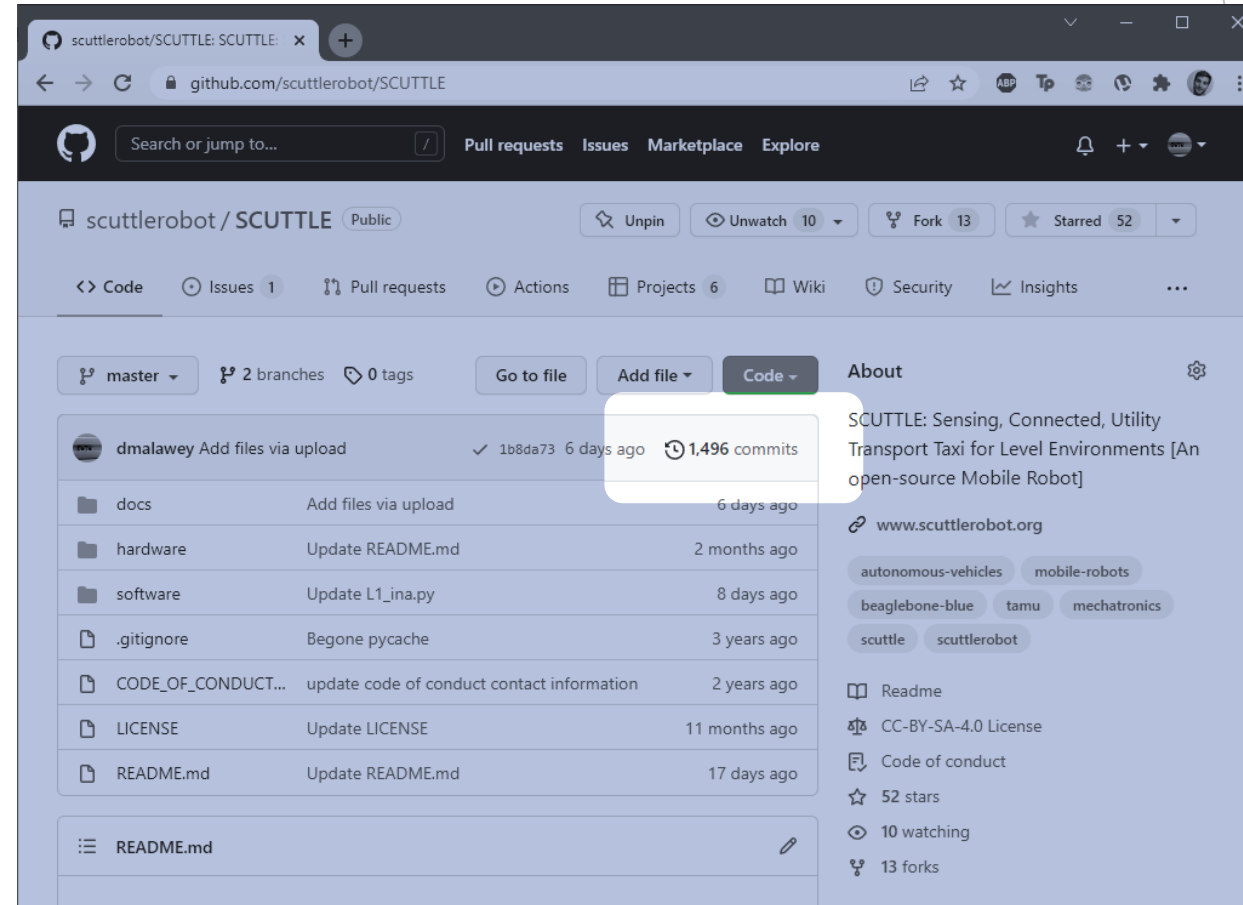 scuttlerobot/SCUTTLE: SCUTTLE:
github.com/scuttlerobot/SCUTTLE
ABP Tp
Search or jump to... / Pull requests Issues Marketplace Explore
scuttlerobot / SCUTTLE Public Unpin Unwatch 10 Fork 13 Starred 52
Code Issues 1 Pull requests Actions Projects 6 Wiki Security Insights ...
master 2 branches 0 tags Go to file Add file Code
dmalawey Add files via upload 1b8da73 6 days ago 1,496 commits
docs Add files via upload 6 days ago
hardware Update README.md 2 months ago
software Update L1_ina.py 8 days ago
.gitignore Begone pycache 3 years ago
CODE_OF_CONDUCT... update code of conduct contact information 2 years ago
LICENSE Update LICENSE 11 months ago
README.md Update README.md 17 days ago
README.md
About
SCUTTLE: Sensing, Connected, Utility
Transport Taxi for Level Environments [An
open-source Mobile Robot]
www.scuttlerobot.org
autonomous-vehicles mobile-robots
beaglebone-blue tamu mechatronics
scuttle scuttlerobot
Readme
CC-BY-SA-4.0 License
Code of conduct
52 stars
10 watching
13 forks